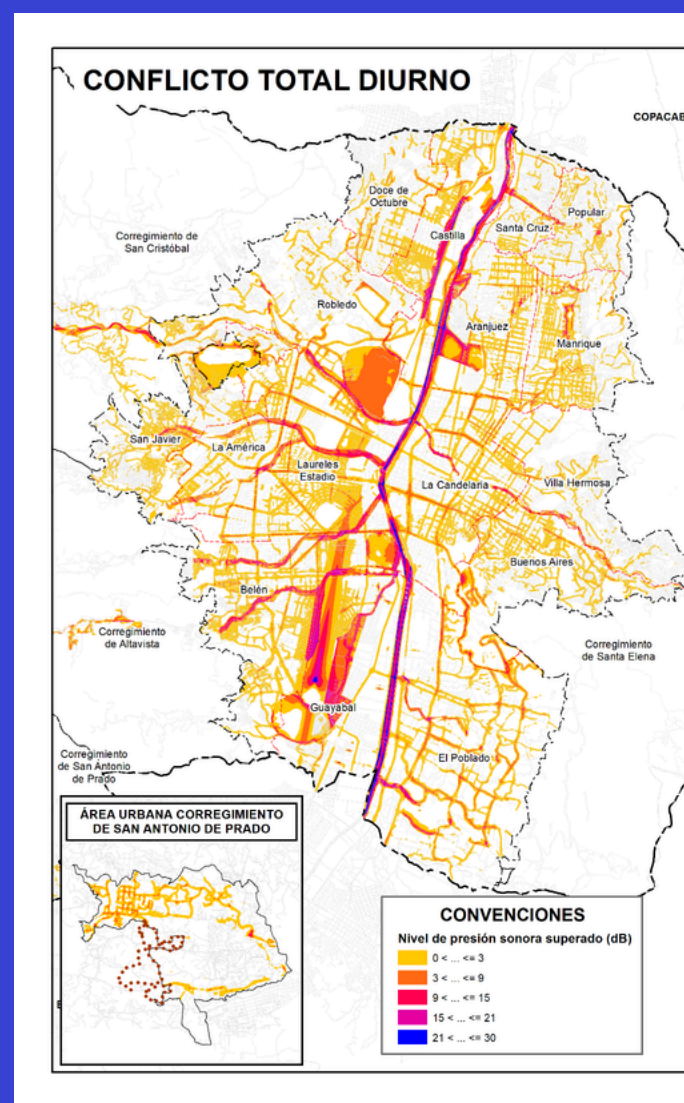 CONFLICTO TOTAL DIURNO
COPACAB
Doce de
Octubre
Popular
Santa Cruz
Castilla
Corregimiento de
San Cristóbal
Robledo
Aranjuez
Manrique
San Javier
La América
Laureles
Estadio
La Candelaria
Villa Hermosa
Buenos Aires
Belén
Corregimiento
de Altavista
Corregimiento
de Santa Elena
Guayabal
El Poblado
Corregimiento
de San Antonio
de Prado
ÁREA URBANA CORREGIMIENTO
DE SAN ANTONIO DE PRADO
CONVENCIONES
Nivel de presión sonora superado (dB)
0 < ... <= 3
3 < ... <= 9
9 < ... <= 15
15 < ... <= 21
21 < ... <= 30